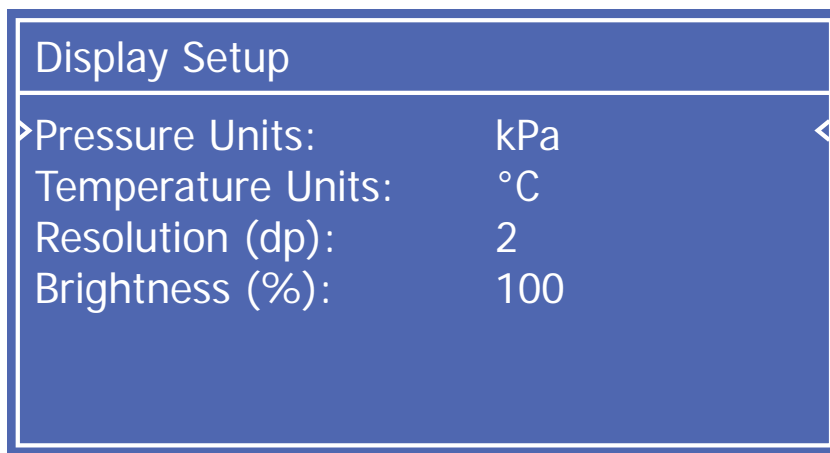 Display Setup
>Pressure Units: kPa <
Temperature Units: °C
Resolution (dp): 2
Brightness (%): 100